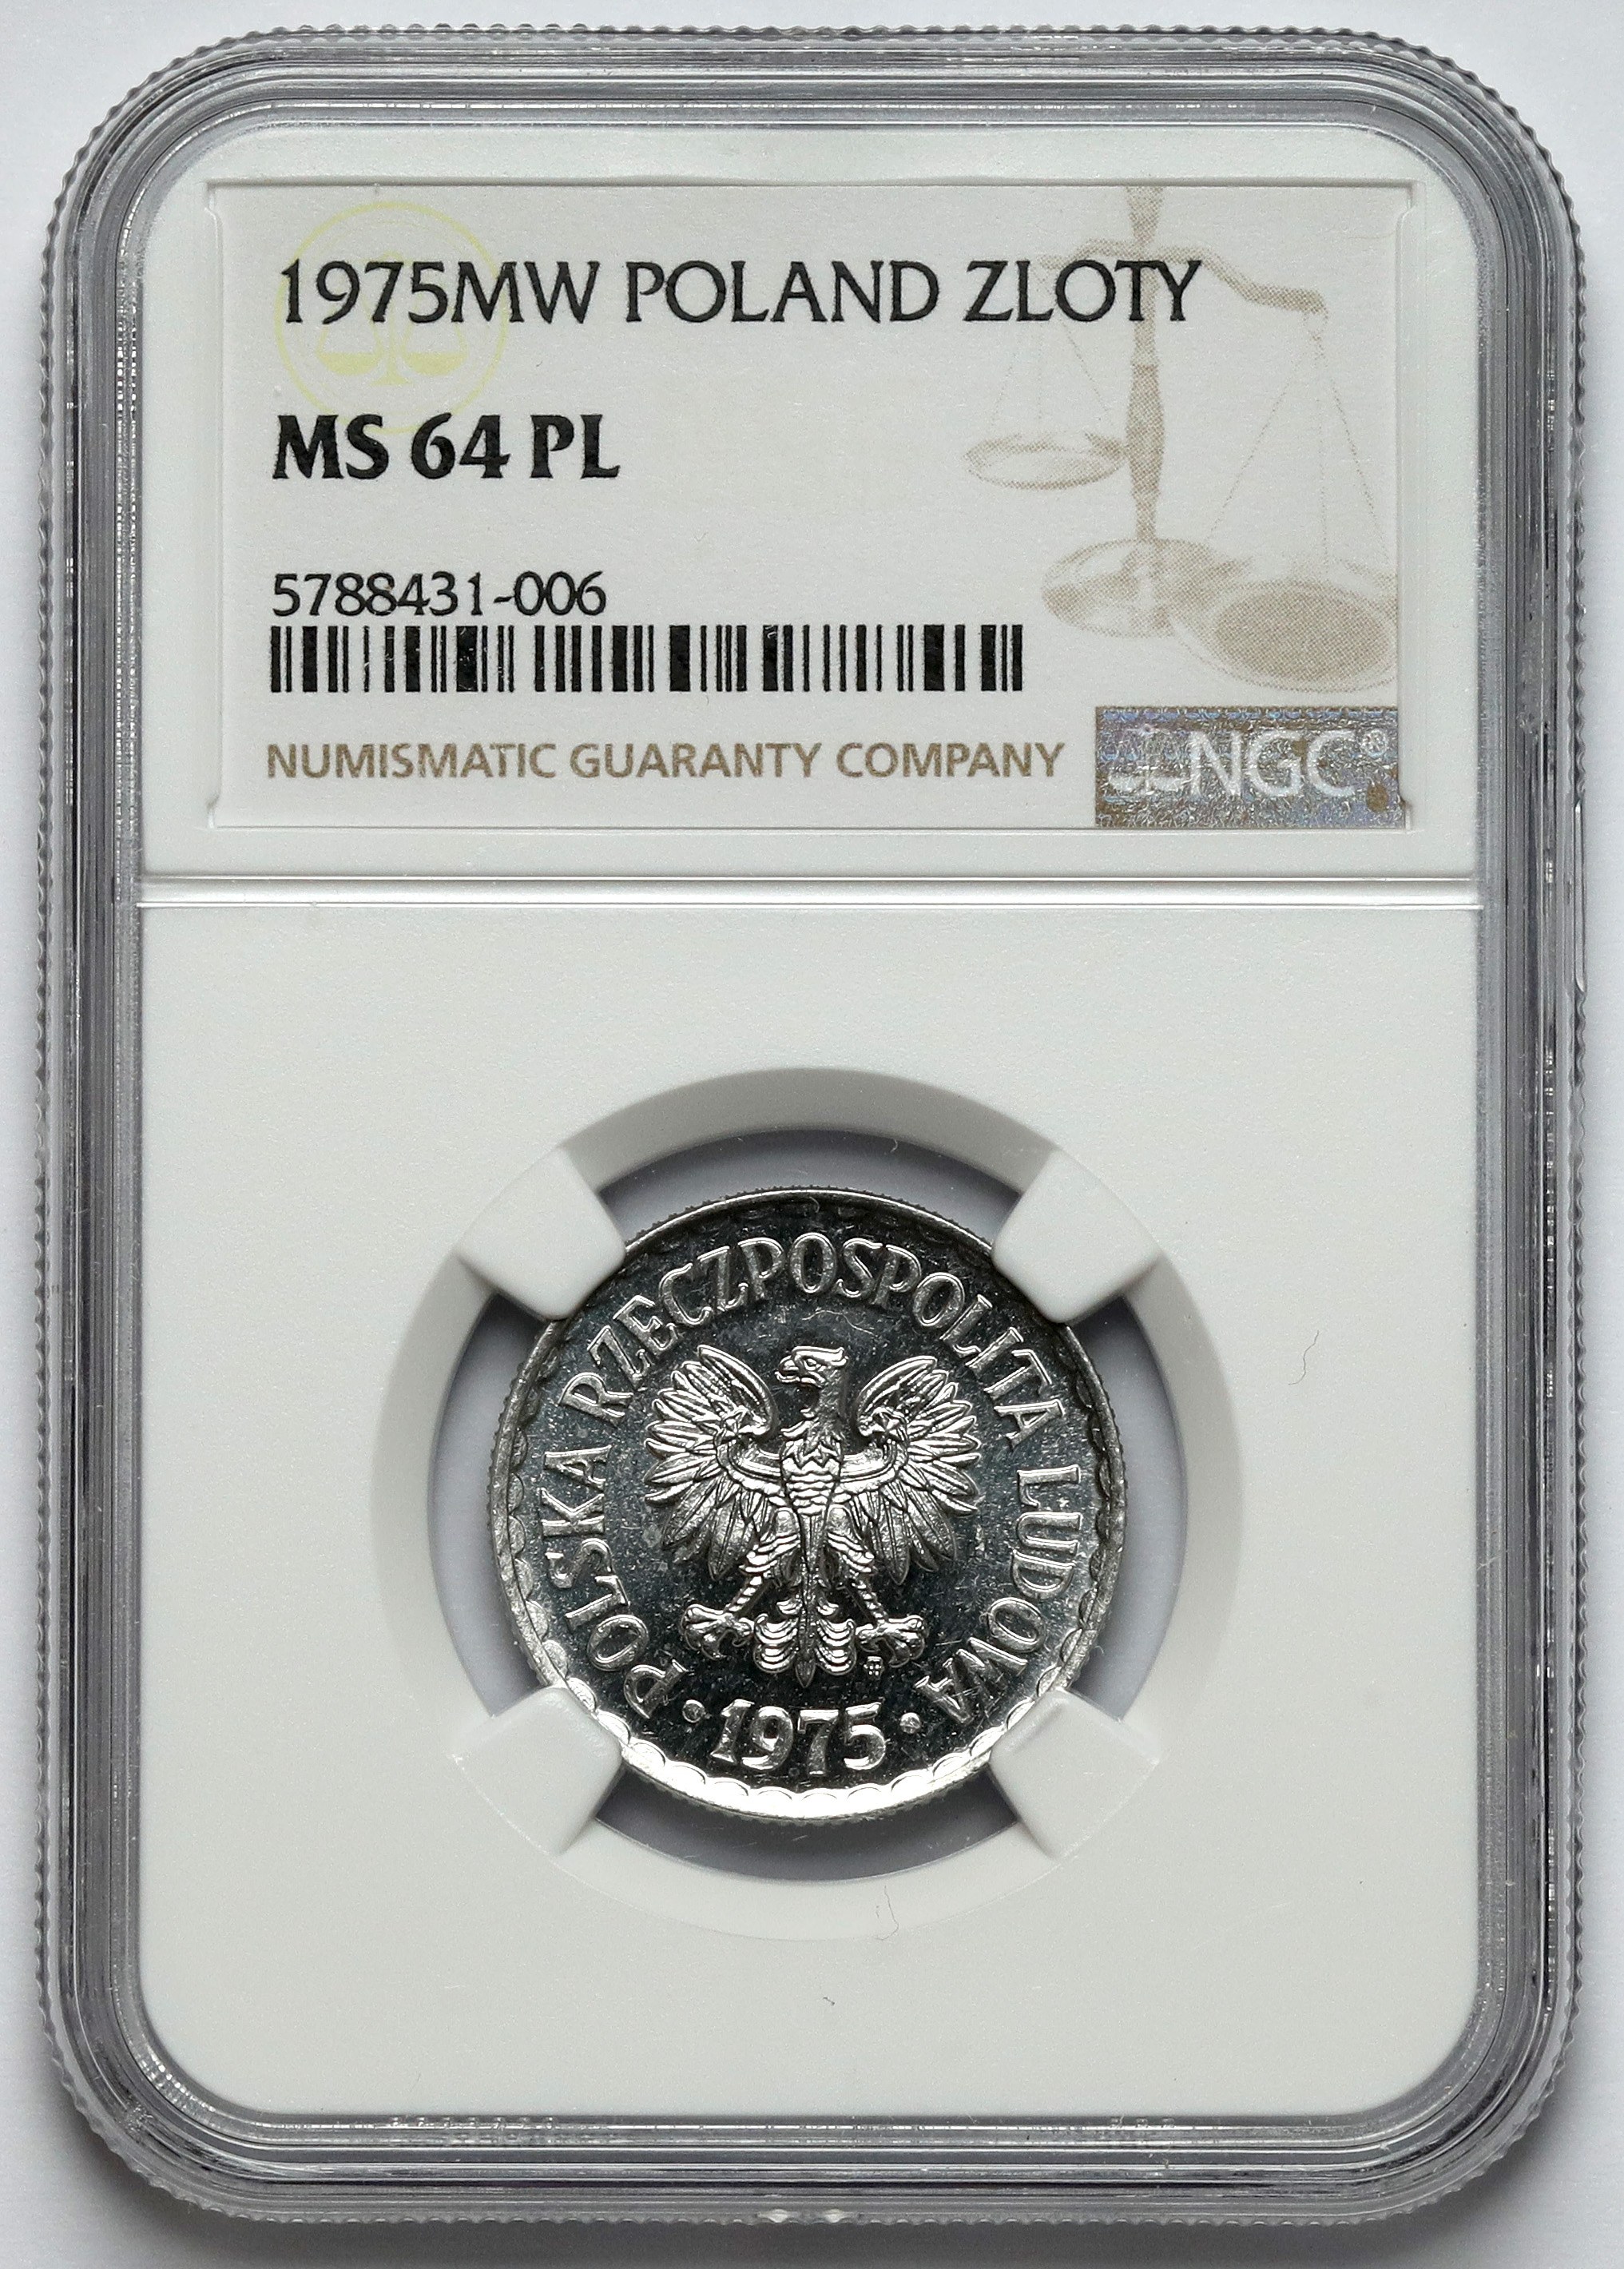 1975MW POLAND ZLOTY
MS 64 PL
5788431-006
NUMISMATIC GUARANTY COMPANY
NGC®
POLSKA RZECZPOSPOLITA LUDOWA
· 1975 ·